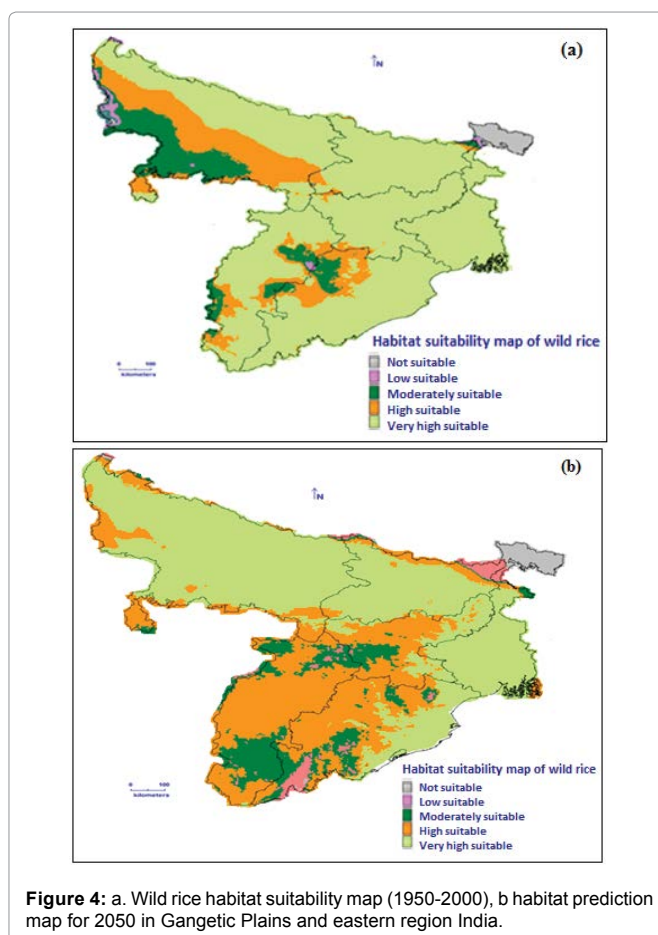 (a)
↑N
Habitat suitability map of wild rice
Not suitable
Low suitable
Moderately suitable
High suitable
Very high suitable
0 100
kilometers
(b)
↑N
Habitat suitability map of wild rice
Not suitable
Low suitable
Moderately suitable
High suitable
Very high suitable
0 100
kilometers
Figure 4: a. Wild rice habitat suitability map (1950-2000), b habitat prediction
map for 2050 in Gangetic Plains and eastern region India.